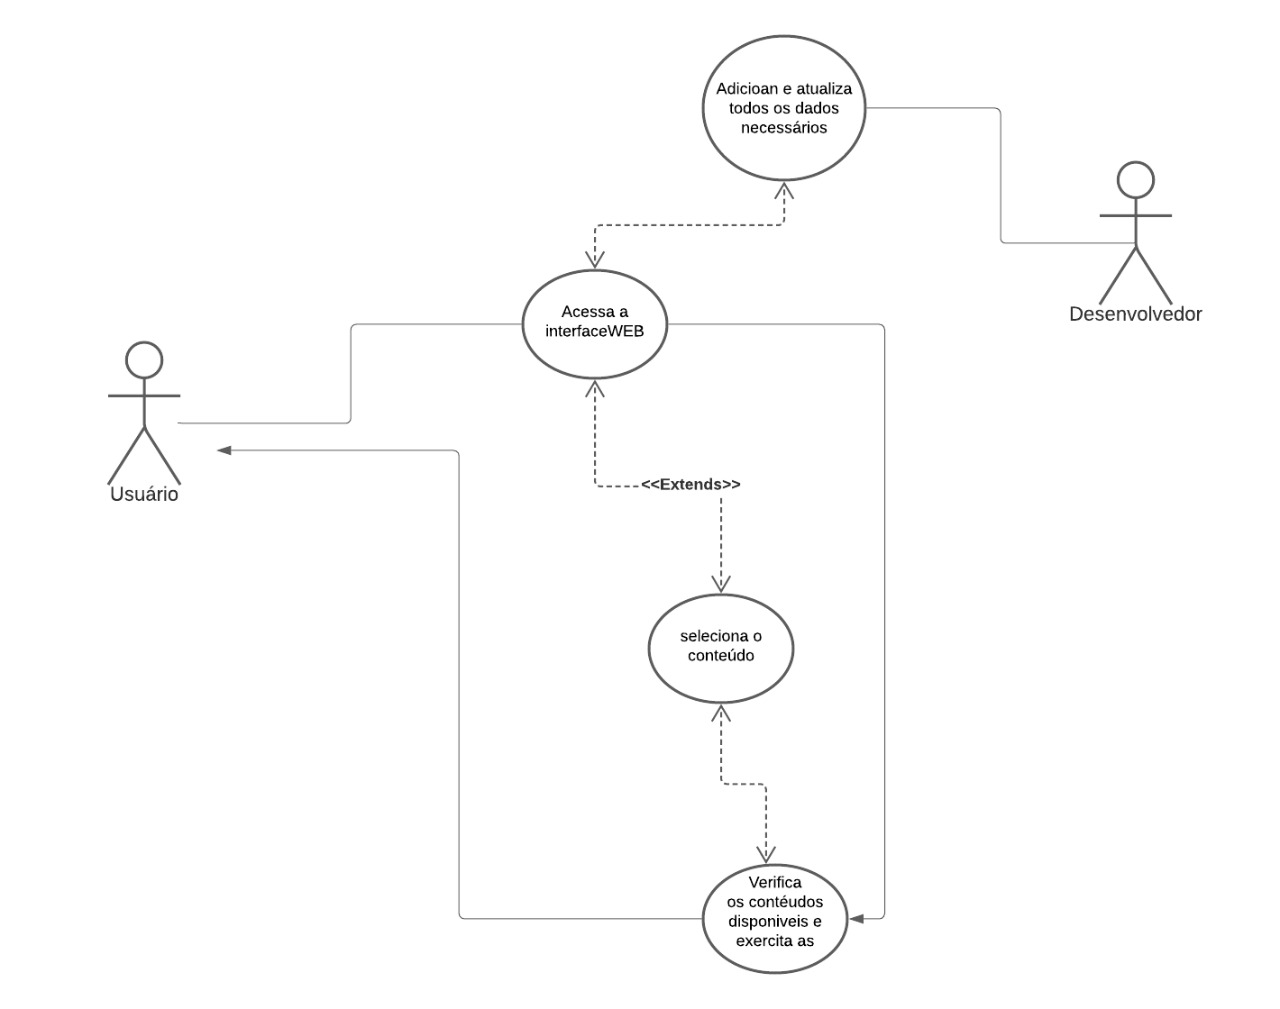 Adicioan e atualiza
todos os dados
necessários
Desenvolvedor
Acessa a
interfaceWEB
Usuário
<<Extends>>
seleciona o
conteúdo
Verifica
os contéudos
disponiveis e
exercita as